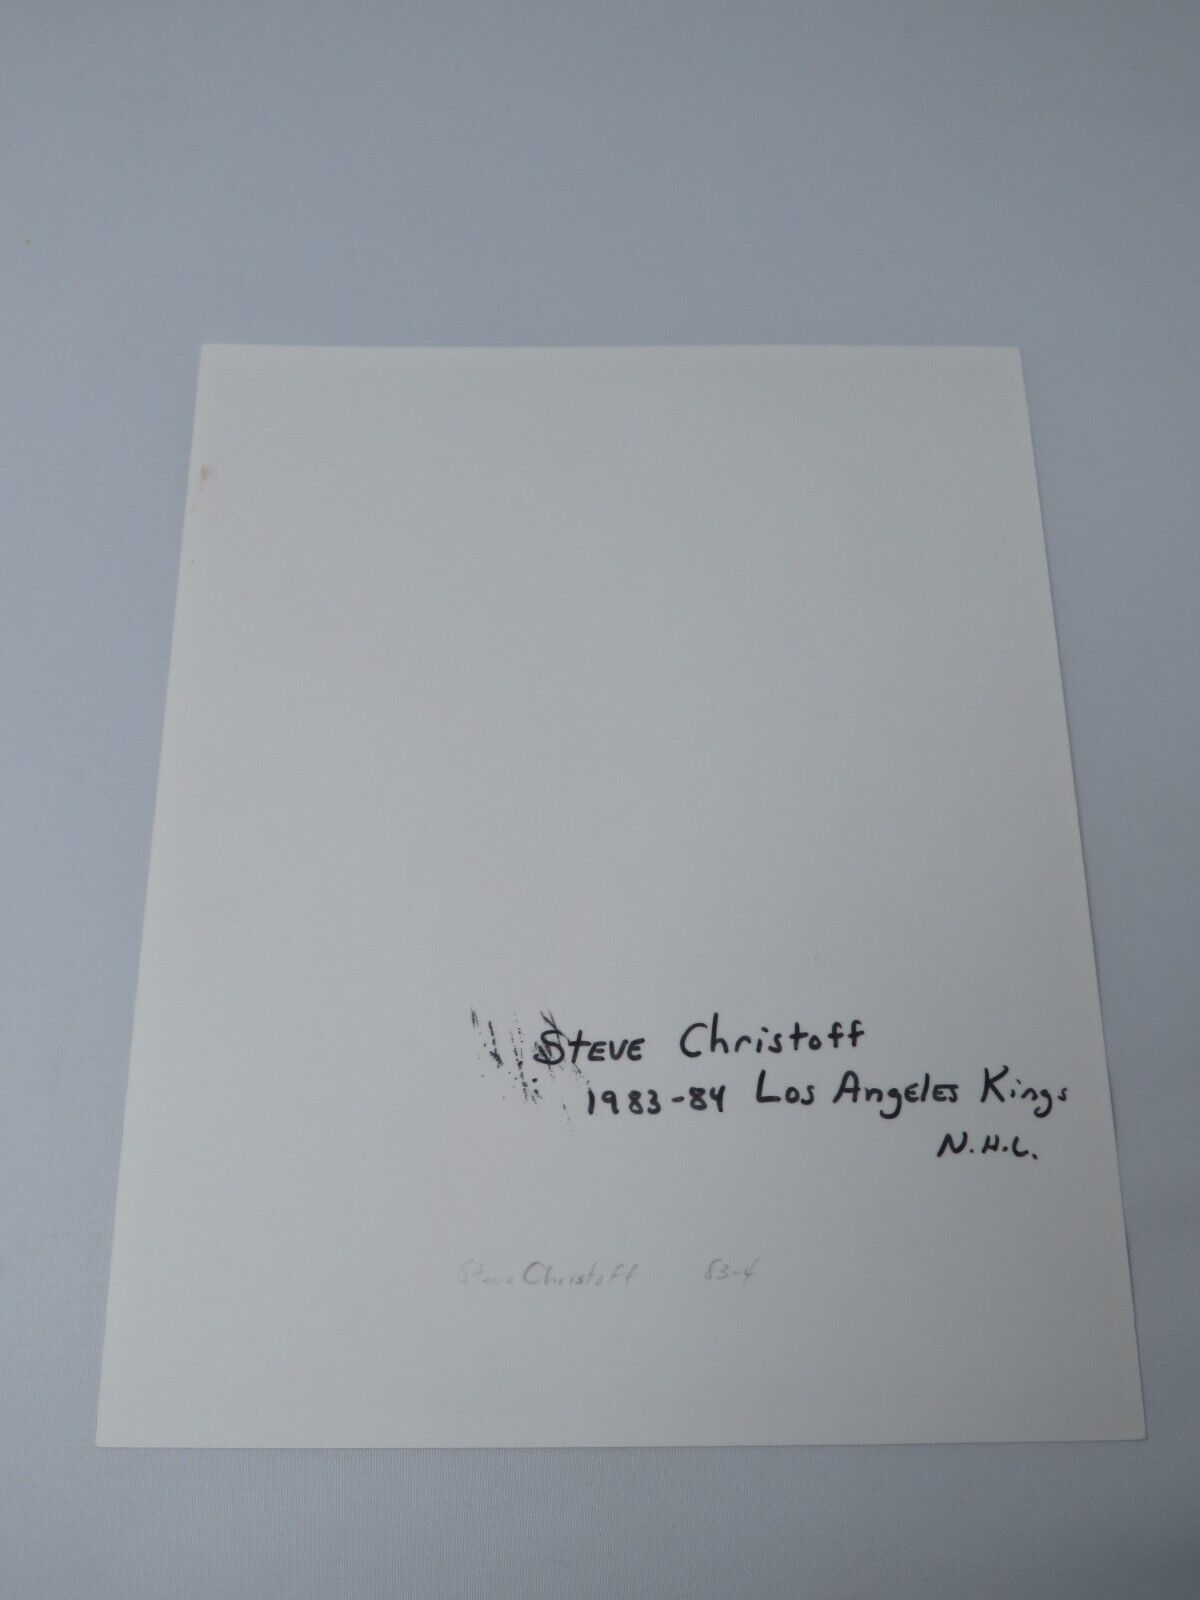 Steve Christoff
1983-84 Los Angeles Kings
N.H.L.
Steve Christoff 83-4